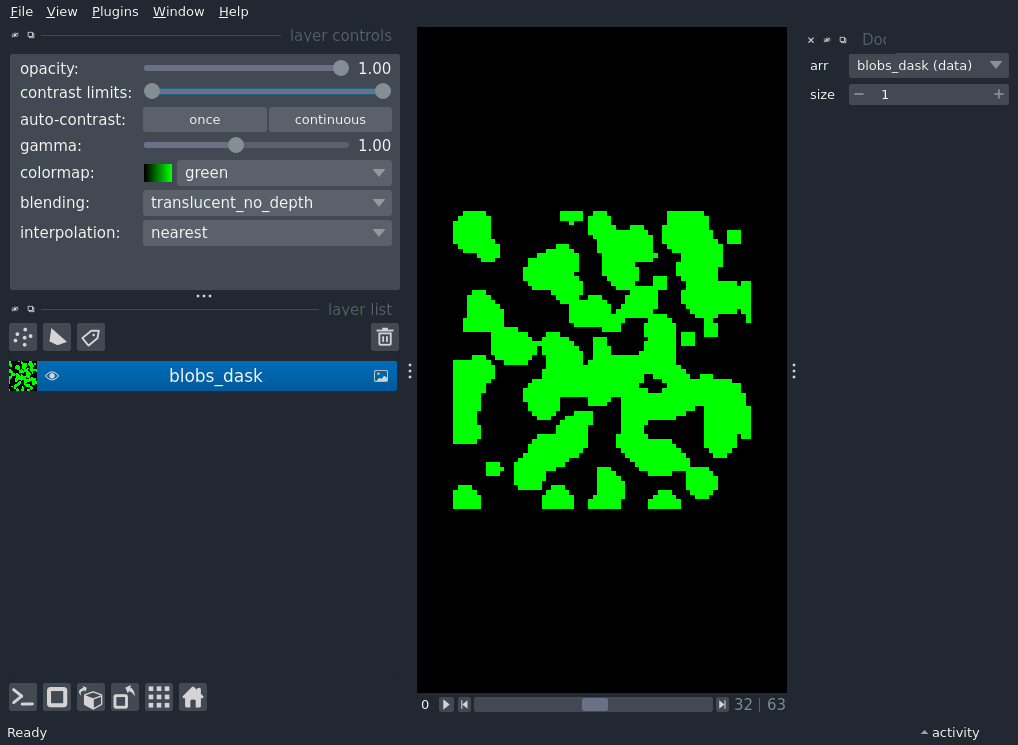 File View Plugins Window Help
layer controls
opacity: 1.00
contrast limits:
auto-contrast: once continuous
gamma: 1.00
colormap: green
blending: translucent_no_depth
interpolation: nearest
layer list
blobs_dask
0 32 | 63
arr blobs_dask (data)
size 1
Ready
activity